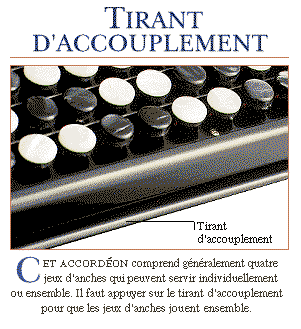 TIRANT
D'ACCOUPLEMENT
Tirant
d'accouplement
CET ACCORDÉON comprend généralement quatre
jeux d'anches qui peuvent servir individuellement
ou ensemble. Il faut appuyer sur le tirant d'accouplement
pour que les jeux d'anches jouent ensemble.